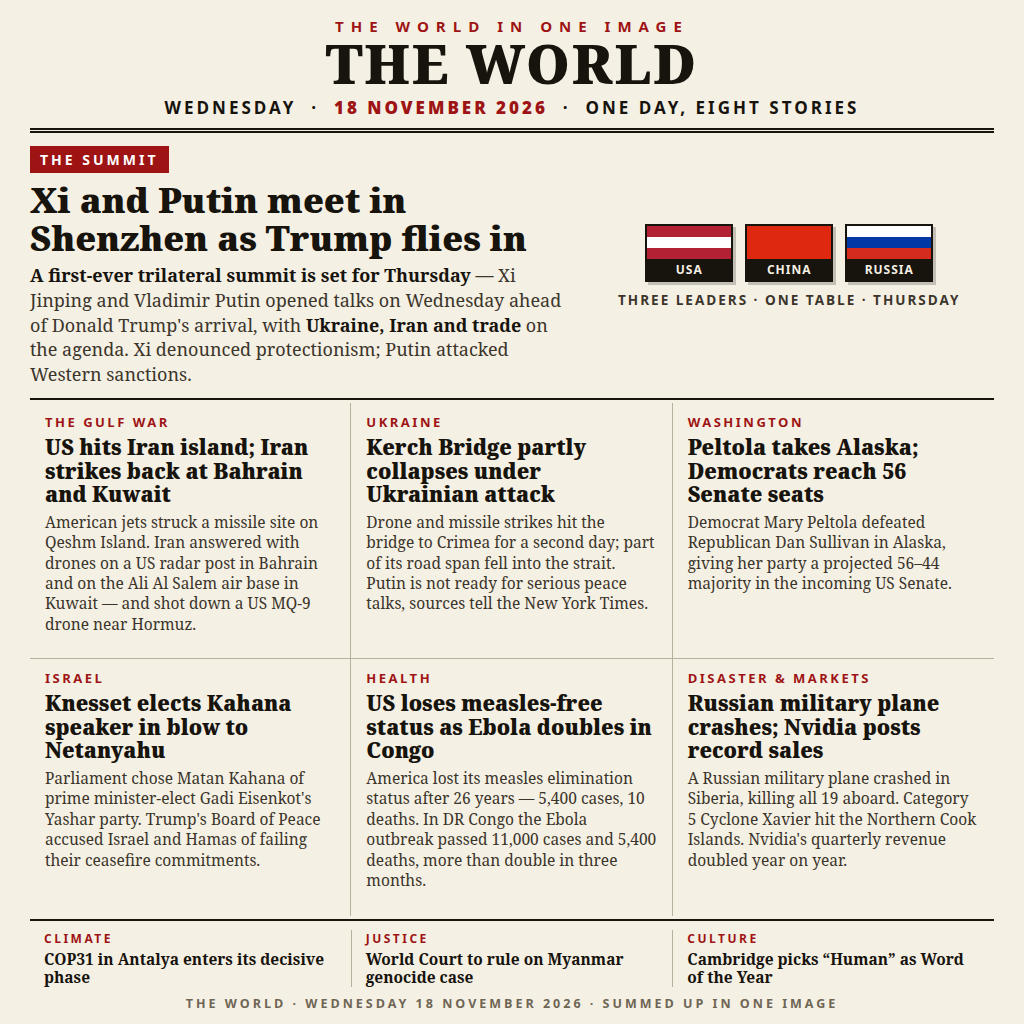 THE WORLD IN ONE IMAGE
THE WORLD
WEDNESDAY · 18 NOVEMBER 2026 · ONE DAY, EIGHT STORIES
THE SUMMIT
Xi and Putin meet in
Shenzhen as Trump flies in
A first-ever trilateral summit is set for Thursday — Xi
Jinping and Vladimir Putin opened talks on Wednesday ahead
of Donald Trump's arrival, with Ukraine, Iran and trade on
the agenda. Xi denounced protectionism; Putin attacked
Western sanctions.
USA
CHINA
RUSSIA
THREE LEADERS · ONE TABLE · THURSDAY
THE GULF WAR
US hits Iran island; Iran
strikes back at Bahrain
and Kuwait
American jets struck a missile site on
Qeshm Island. Iran answered with
drones on a US radar post in Bahrain
and on the Ali Al Salem air base in
Kuwait — and shot down a US MQ-9
drone near Hormuz.
UKRAINE
Kerch Bridge partly
collapses under
Ukrainian attack
Drone and missile strikes hit the
bridge to Crimea for a second day; part
of its road span fell into the strait.
Putin is not ready for serious peace
talks, sources tell the New York Times.
WASHINGTON
Peltola takes Alaska;
Democrats reach 56
Senate seats
Democrat Mary Peltola defeated
Republican Dan Sullivan in Alaska,
giving her party a projected 56–44
majority in the incoming US Senate.
ISRAEL
Knesset elects Kahana
speaker in blow to
Netanyahu
Parliament chose Matan Kahana of
prime minister-elect Gadi Eisenkot's
Yashar party. Trump's Board of Peace
accused Israel and Hamas of failing
their ceasefire commitments.
HEALTH
US loses measles-free
status as Ebola doubles in
Congo
America lost its measles elimination
status after 26 years — 5,400 cases, 10
deaths. In DR Congo the Ebola
outbreak passed 11,000 cases and 5,400
deaths, more than double in three
months.
DISASTER & MARKETS
Russian military plane
crashes; Nvidia posts
record sales
A Russian military plane crashed in
Siberia, killing all 19 aboard. Category
5 Cyclone Xavier hit the Northern Cook
Islands. Nvidia's quarterly revenue
doubled year on year.
CLIMATE
COP31 in Antalya enters its decisive
phase
JUSTICE
World Court to rule on Myanmar
genocide case
CULTURE
Cambridge picks “Human” as Word
of the Year
THE WORLD · WEDNESDAY 18 NOVEMBER 2026 · SUMMED UP IN ONE IMAGE